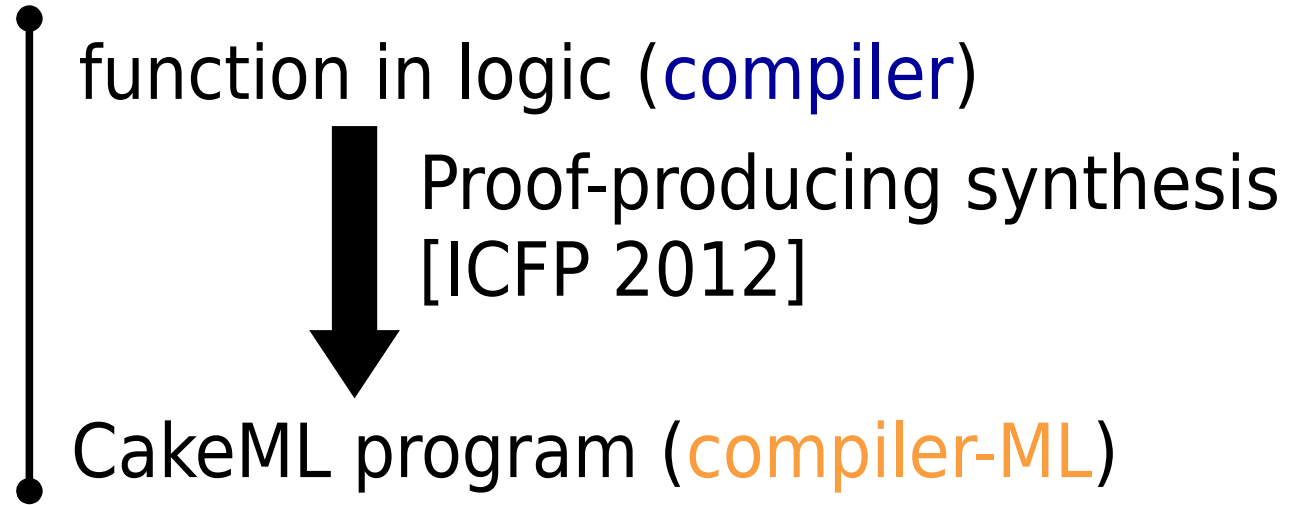 function in logic (compiler)
Proof-producing synthesis
[ICFP 2012]
CakeML program (compiler-ML)